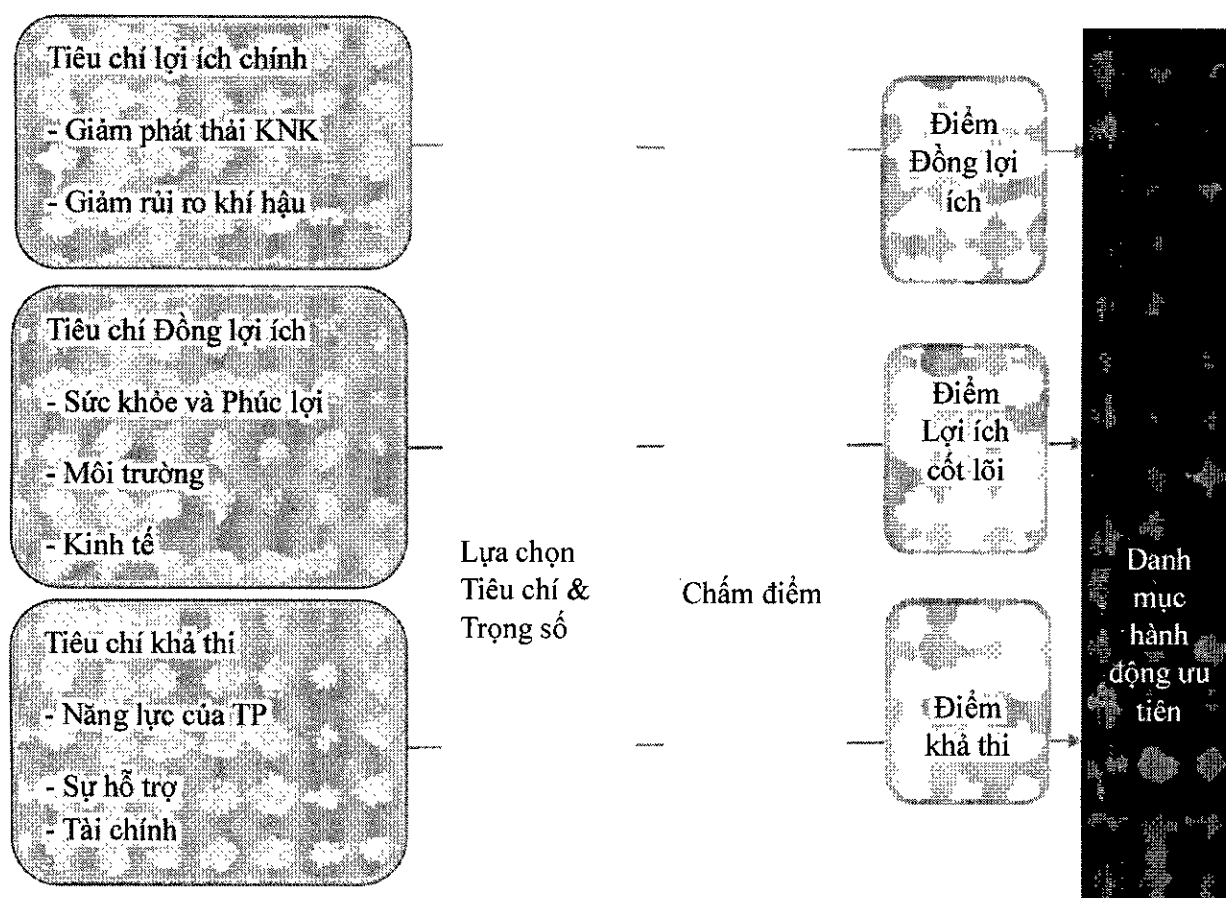 Tiêu chí lợi ích chính
- Giảm phát thải KNK
- Giảm rủi ro khí hậu
Tiêu chí Đồng lợi ích
- Sức khỏe và Phúc lợi
- Môi trường
- Kinh tế
Tiêu chí khả thi
- Năng lực của TP
- Sự hỗ trợ
- Tài chính
Lựa chọn
Tiêu chí &
Trọng số
Chấm điểm
Điểm
Đồng lợi
ích
Điểm
Lợi ích
cốt lõi
Điểm
khả thi
Danh
mục
hành
động ưu
tiên